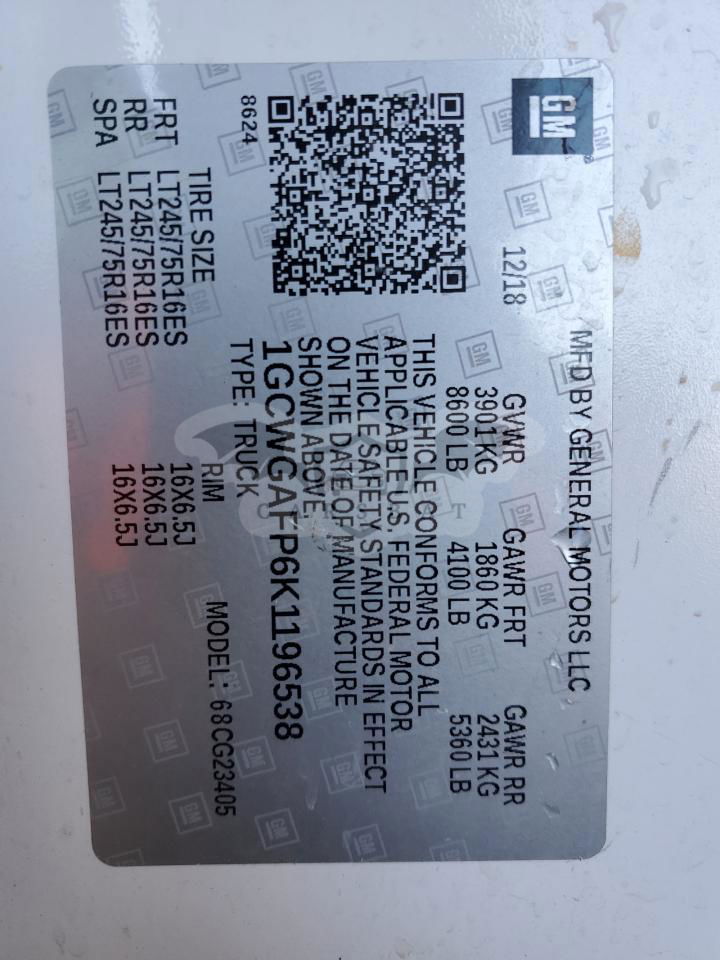 GM
MFD BY GENERAL MOTORS LLC
12/18 GVWR GAWR FRT GAWR RR
3901 KG 1860 KG 2431 KG
8600 LB 4100 LB 5360 LB
THIS VEHICLE CONFORMS TO ALL
APPLICABLE U.S. FEDERAL MOTOR
VEHICLE SAFETY STANDARDS IN EFFECT
ON THE DATE OF MANUFACTURE
SHOWN ABOVE.
1GCWGAFP6K1196538
8624 TYPE: TRUCK
TIRE SIZE RIM MODEL: 68CG23405
FRT LT245/75R16ES 16X6.5J
RR LT245/75R16ES 16X6.5J
SPA LT245/75R16ES 16X6.5J